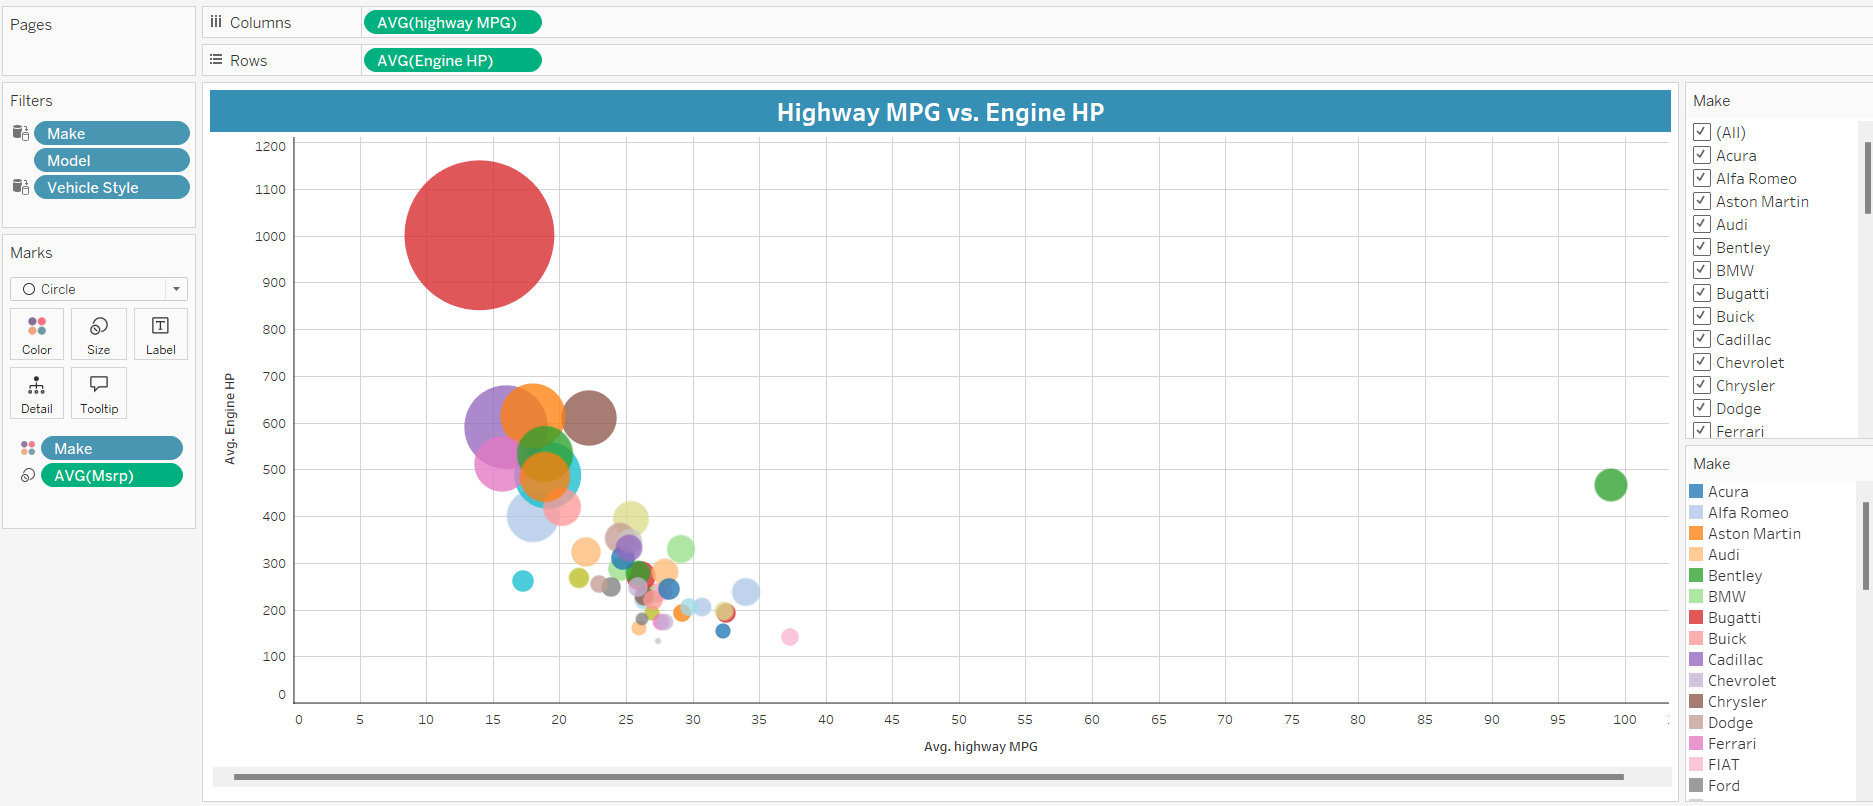 Pages
Columns
AVG(highway MPG)
Rows
AVG(Engine HP)
Filters
Make
Model
Vehicle Style
Marks
Circle
Color
Size
Label
Detail
Tooltip
Make
AVG(Msrp)
Highway MPG vs. Engine HP
Avg. Engine HP
1200
1100
1000
900
800
700
600
500
400
300
200
100
0
0 5 10 15 20 25 30 35 40 45 50 55 60 65 70 75 80 85 90 95 100
Avg. highway MPG
Make
(All)
Acura
Alfa Romeo
Aston Martin
Audi
Bentley
BMW
Bugatti
Buick
Cadillac
Chevrolet
Chrysler
Dodge
Ferrari
Make
Acura
Alfa Romeo
Aston Martin
Audi
Bentley
BMW
Bugatti
Buick
Cadillac
Chevrolet
Chrysler
Dodge
Ferrari
FIAT
Ford